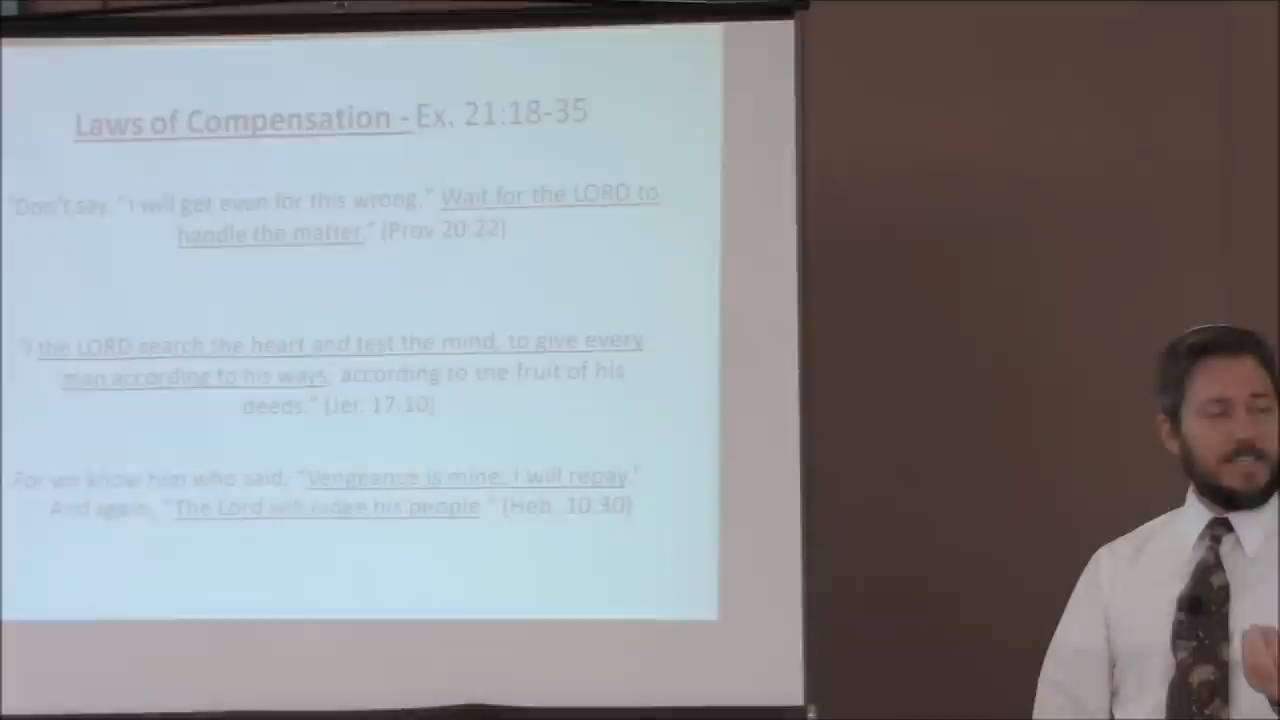 Laws of Compensation - Ex. 21:18-35
"Don't say, "I will get even for this wrong." Wait for the LORD to
handle the matter." (Prov 20:22)
"I the LORD search the heart and test the mind, to give every
man according to his ways, according to the fruit of his
deeds." (Jer. 17:10)
For we know him who said, "Vengeance is mine; I will repay."
And again, "The Lord will judge his people." (Heb. 10:30)